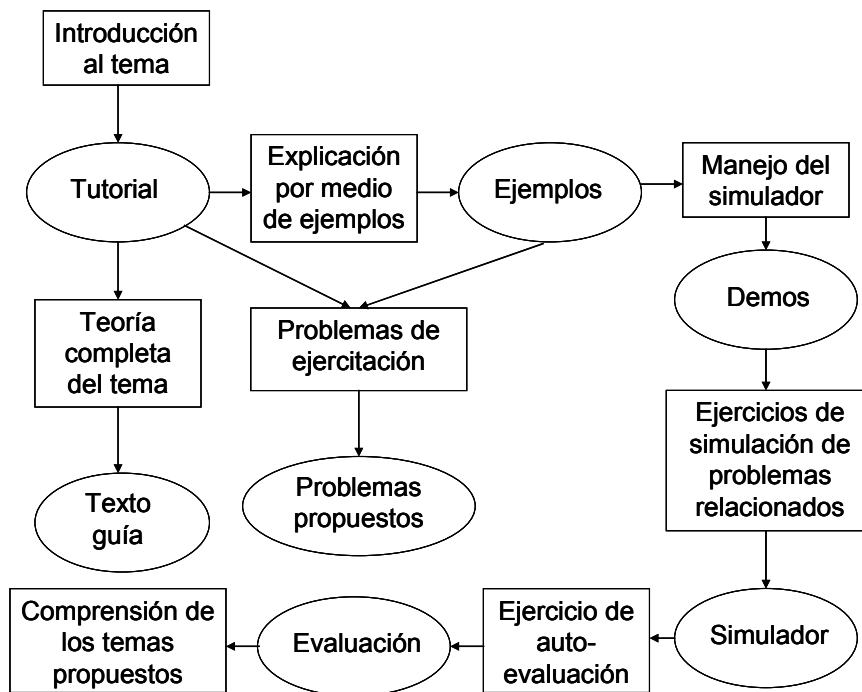 Introducción
al tema
Tutorial
Explicación
por medio
de ejemplos
Ejemplos
Manejo del
simulador
Demos
Teoría
completa
del tema
Problemas de
ejercitación
Ejercicios de
simulación de
problemas
relacionados
Texto
guía
Problemas
propuestos
Comprensión de
los temas
propuestos
Evaluación
Ejercicio de
auto-
evaluación
Simulador